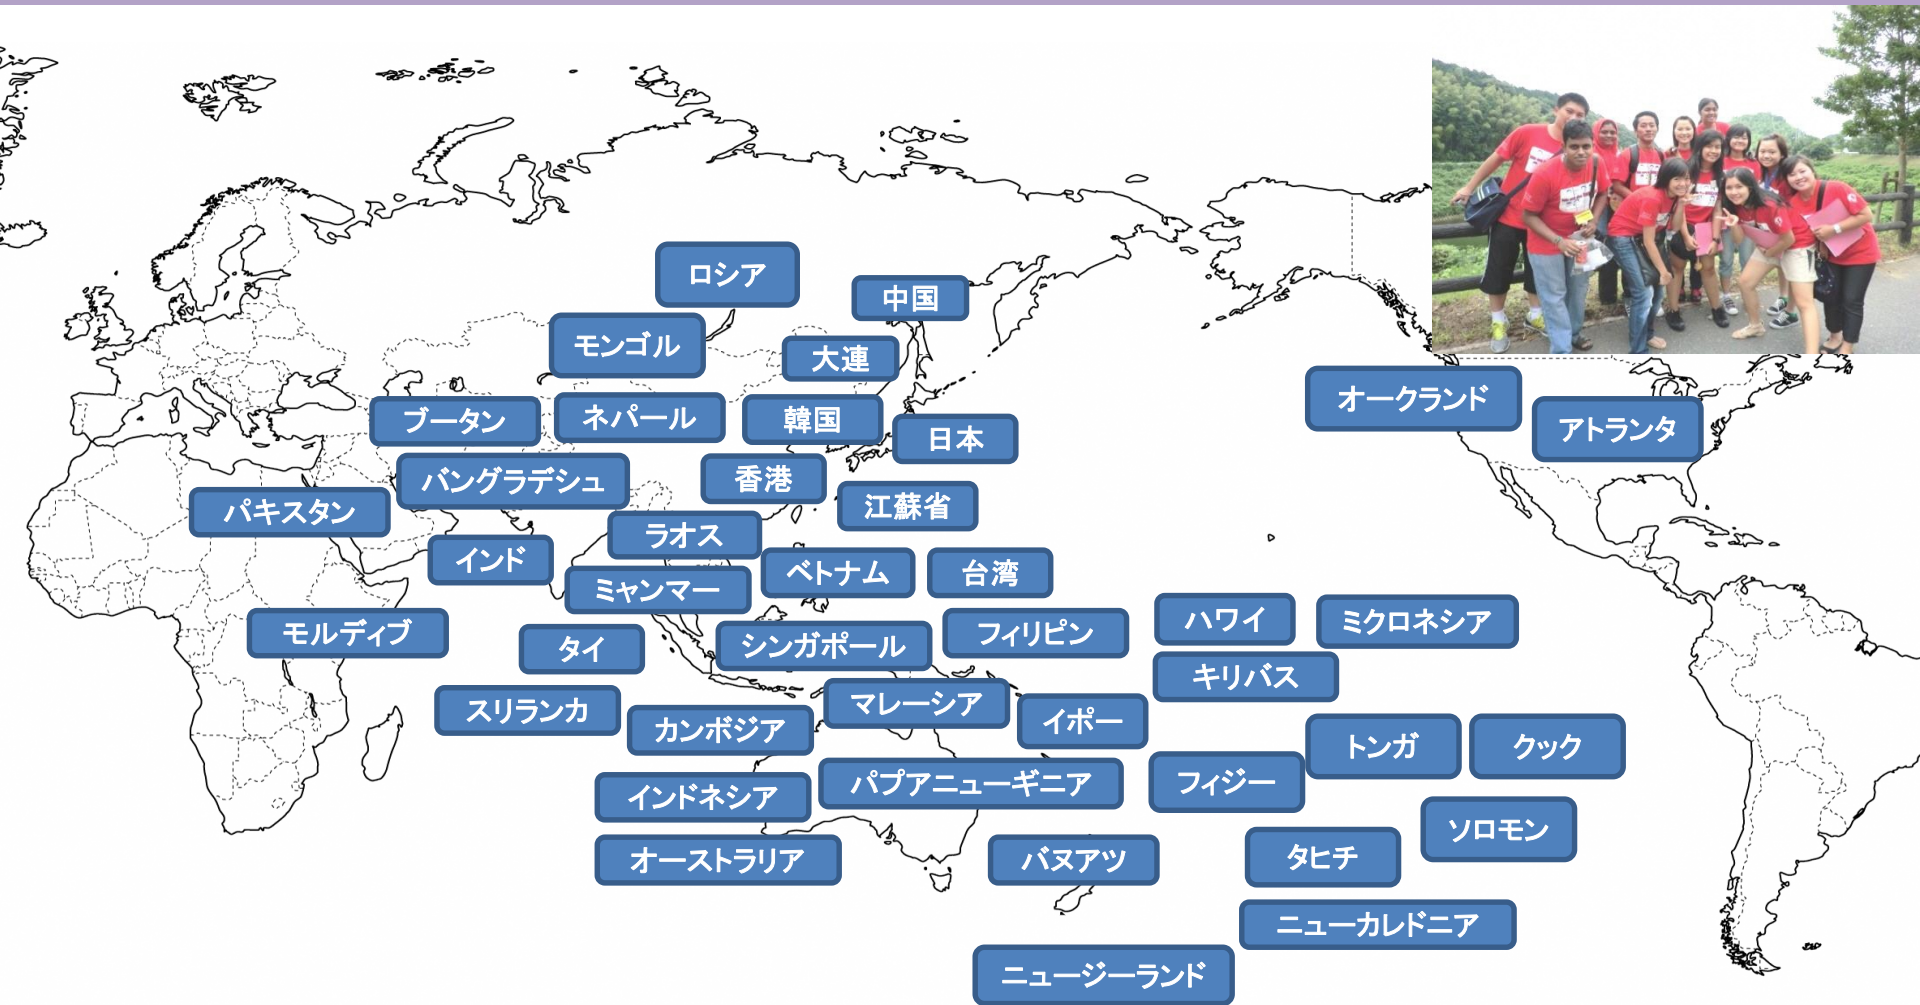 ロシア
中国
モンゴル
大連
オークランド
アトランタ
ブータン
ネパール
韓国
日本
バングラデシュ
香港
江蘇省
パキスタン
ラオス
インド
ベトナム
台湾
ミャンマー
ハワイ
ミクロネシア
モルディブ
タイ
シンガポール
フィリピン
キリバス
スリランカ
カンボジア
マレーシア
イポー
トンガ
クック
インドネシア
パプアニューギニア
フィジー
ソロモン
オーストラリア
バヌアツ
タヒチ
ニューカレドニア
ニュージーランド